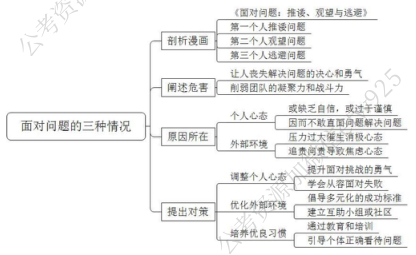 面对问题的三种情况
剖析漫画
《面对问题：推诿、观望与逃避》
第一个人推诿问题
第二个人观望问题
第三个人逃避问题
阐述危害
让人丧失解决问题的决心和勇气
削弱团队的凝聚力和战斗力
原因所在
个人心态
或缺乏自信，或过于谨慎
因而不敢直面问题解决问题
外部环境
压力过大催生消极心态
追责问责导致焦虑心态
提出对策
调整个人心态
提升面对挑战的勇气
学会从容面对失败
优化外部环境
倡导多元化的成功标准
建立互助小组或社区
培养优良习惯
通过教育和培训
引导个体正确看待问题